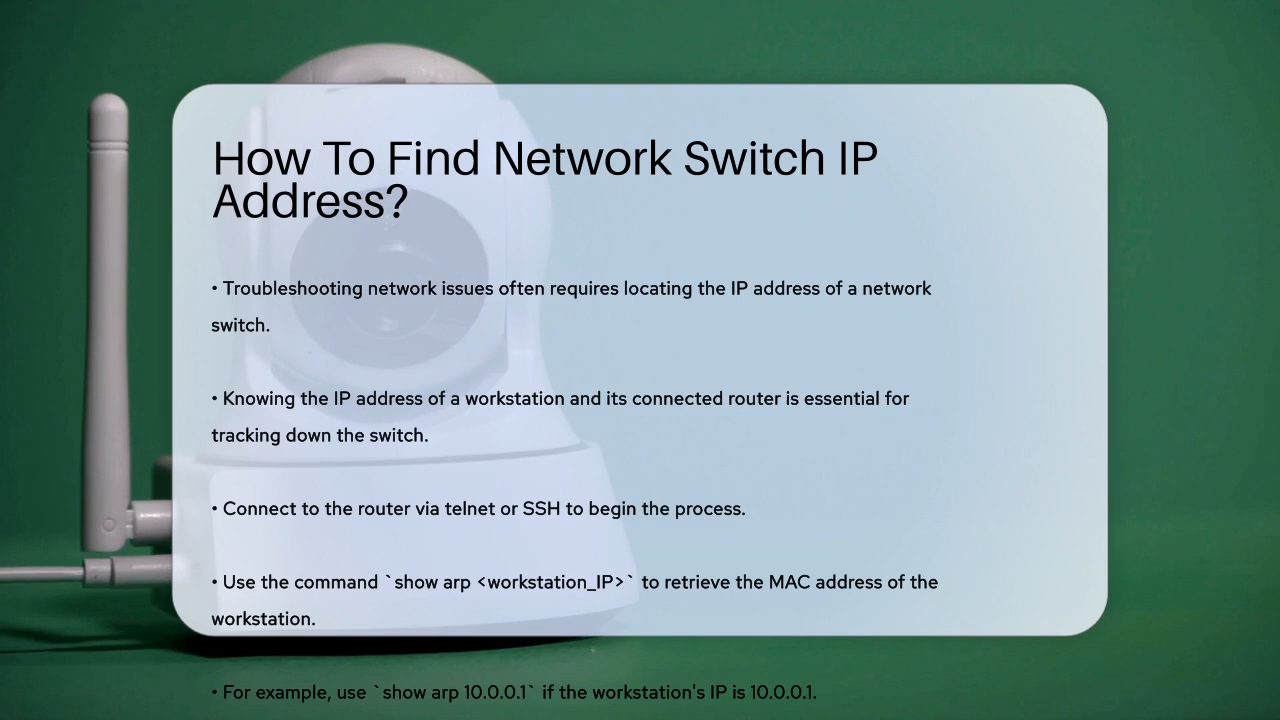 How To Find Network Switch IP
Address?
• Troubleshooting network issues often requires locating the IP address of a network
switch.
• Knowing the IP address of a workstation and its connected router is essential for
tracking down the switch.
• Connect to the router via telnet or SSH to begin the process.
• Use the command `show arp <workstation_IP>` to retrieve the MAC address of the
workstation.
• For example, use `show arp 10.0.0.1` if the workstation's IP is 10.0.0.1.